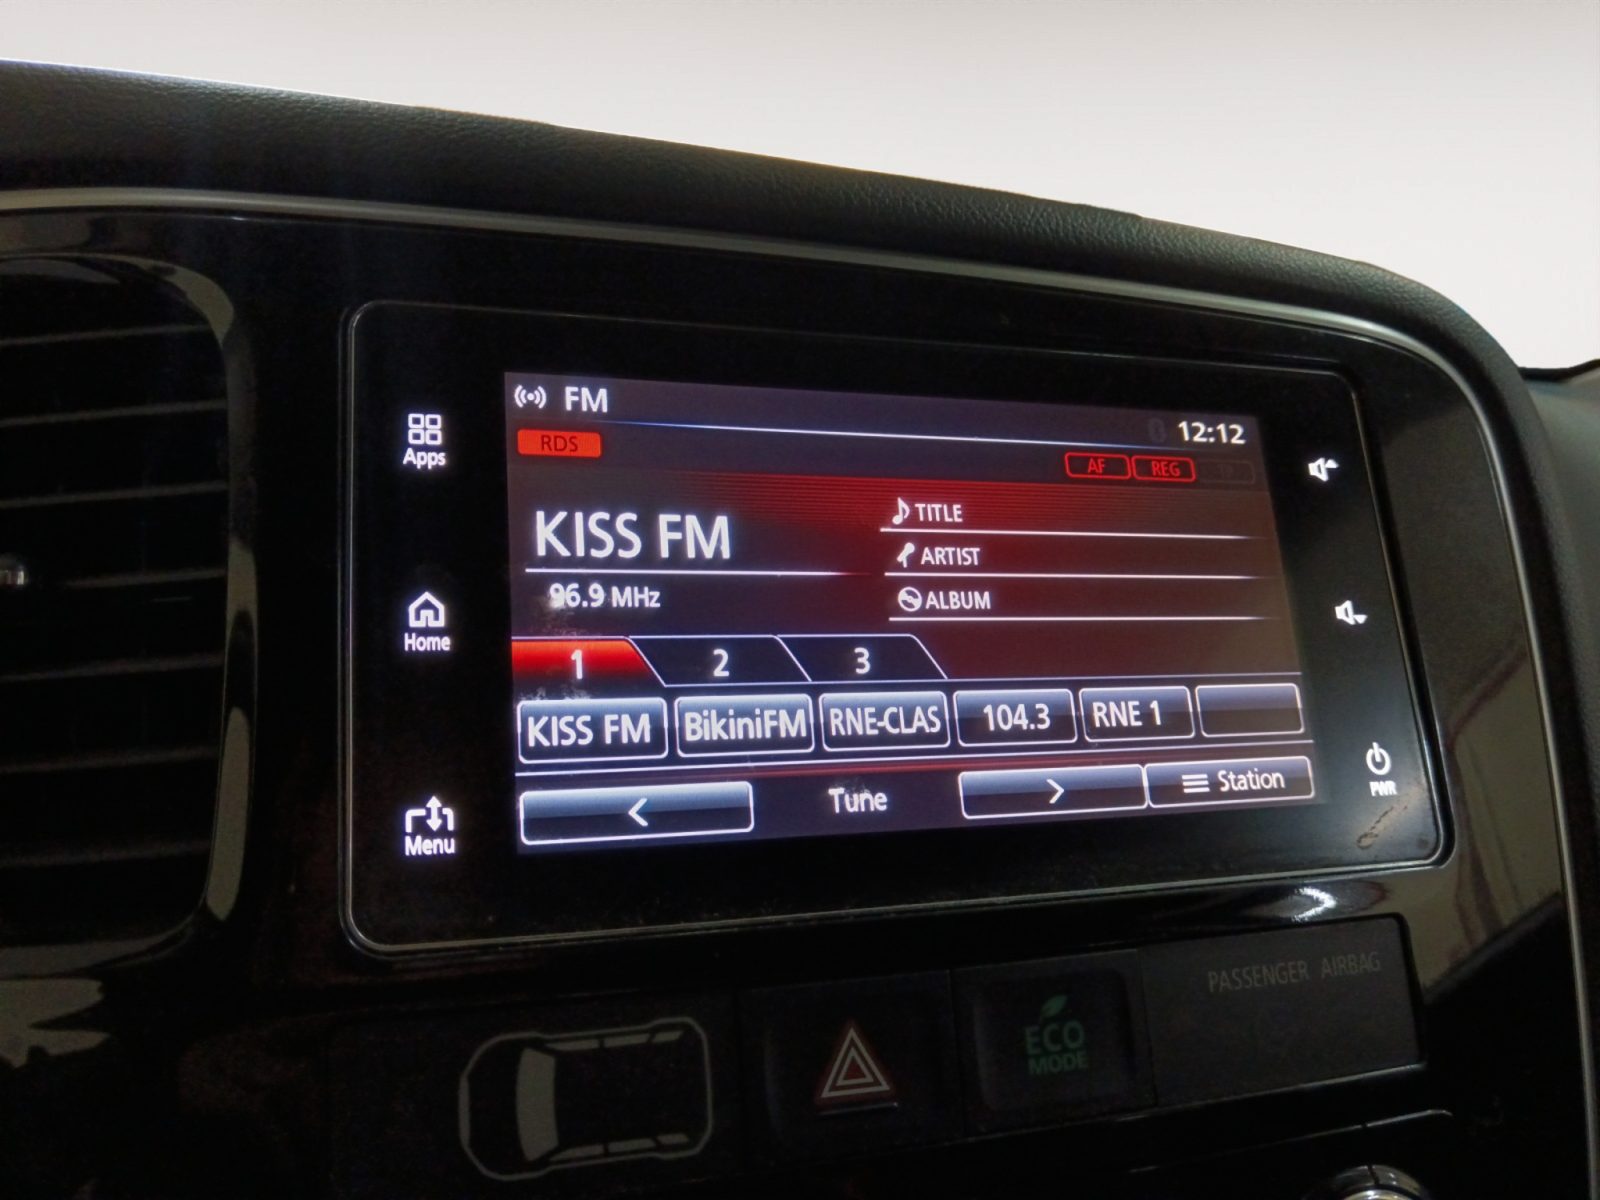 FM
12:12
RDS
AF REG TP
Apps
KISS FM
TITLE
ARTIST
96.9 MHz
ALBUM
Home
1 2 3
KISS FM BikiniFM RNE-CLAS 104.3 RNE 1
< Tune > Station
PWR
Menu
PASSENGER AIRBAG
ECO
MODE